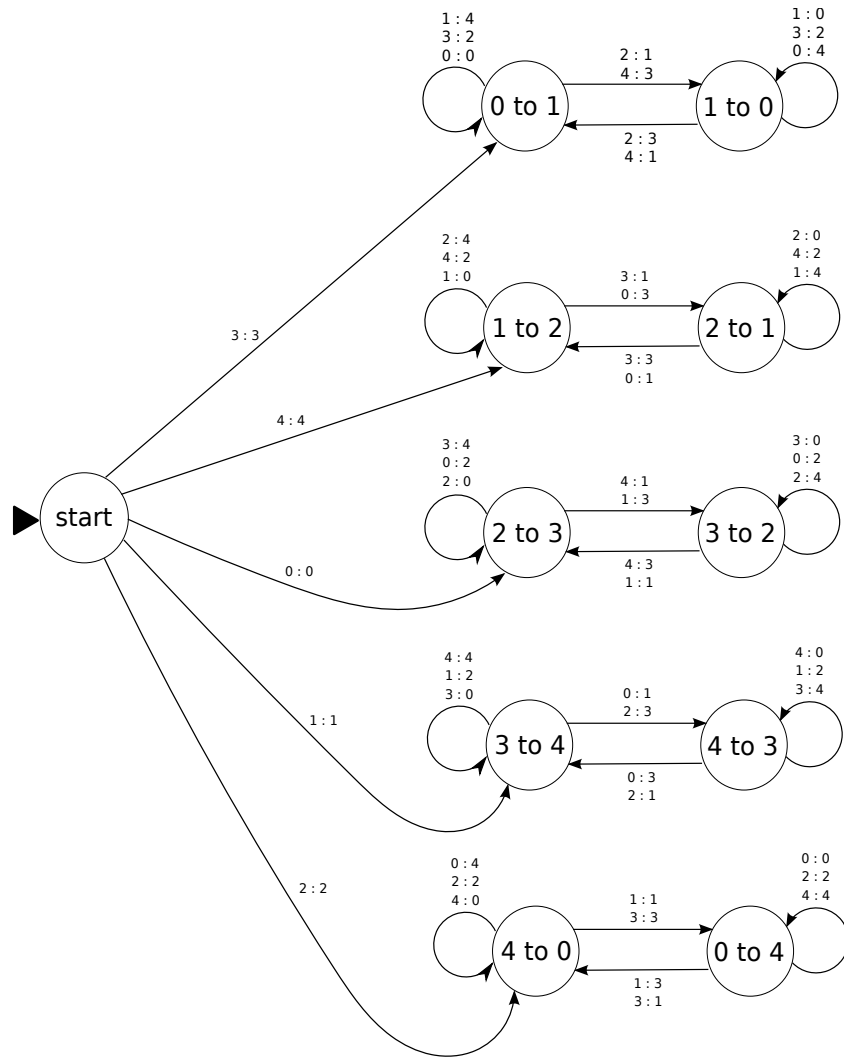 1 : 4
3 : 2
0 : 0
2 : 1
4 : 3
1 : 0
3 : 2
0 : 4
0 to 1
1 to 0
2 : 3
4 : 1
2 : 4
4 : 2
1 : 0
3 : 1
0 : 3
2 : 0
4 : 2
1 : 4
1 to 2
2 to 1
3 : 3
3 : 3
0 : 1
4 : 4
3 : 4
0 : 2
2 : 0
4 : 1
1 : 3
3 : 0
0 : 2
2 : 4
start
2 to 3
3 to 2
4 : 3
1 : 1
0 : 0
4 : 4
1 : 2
3 : 0
0 : 1
2 : 3
4 : 0
1 : 2
3 : 4
1 : 1
3 to 4
4 to 3
0 : 3
2 : 1
2 : 2
0 : 4
2 : 2
4 : 0
1 : 1
3 : 3
0 : 0
2 : 2
4 : 4
4 to 0
0 to 4
1 : 3
3 : 1